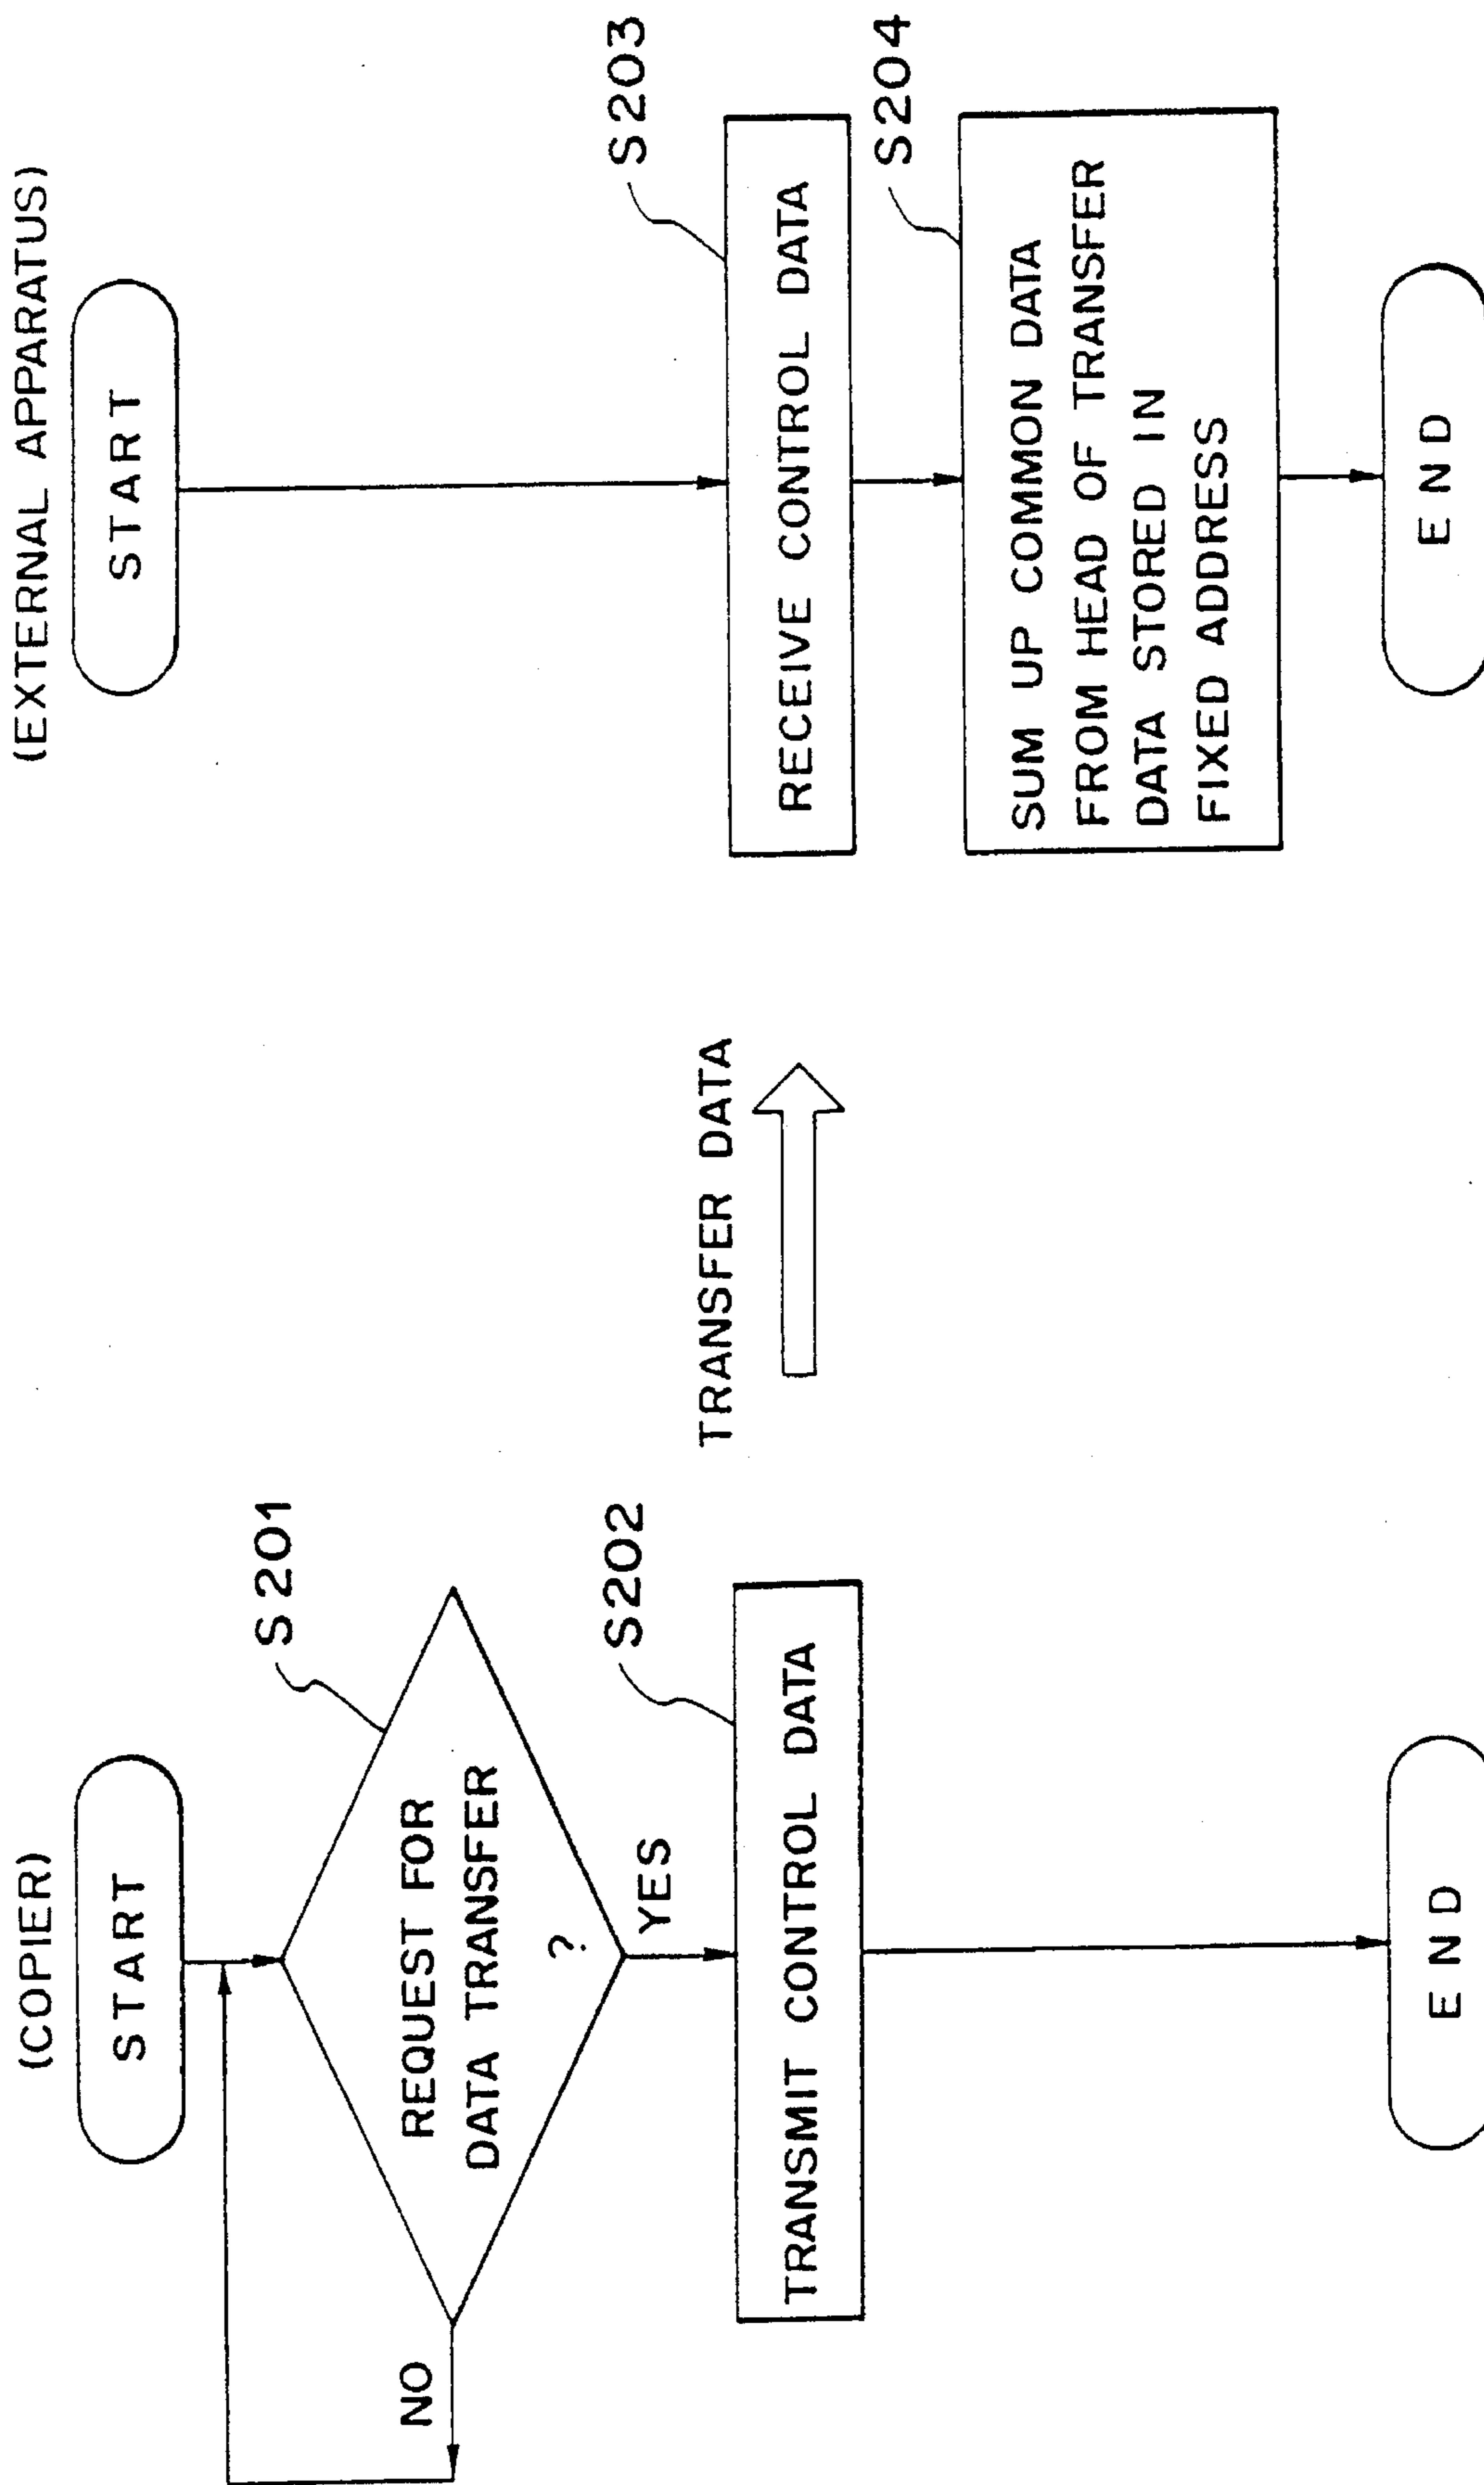 (COPIER)
START
S201
REQUEST FOR
DATA TRANSFER
?
NO
YES
S202
TRANSMIT CONTROL DATA
END
TRANSFER DATA
(EXTERNAL APPARATUS)
START
S203
RECEIVE CONTROL DATA
S204
SUM UP COMMON DATA
FROM HEAD OF TRANSFER
DATA STORED IN
FIXED ADDRESS
END